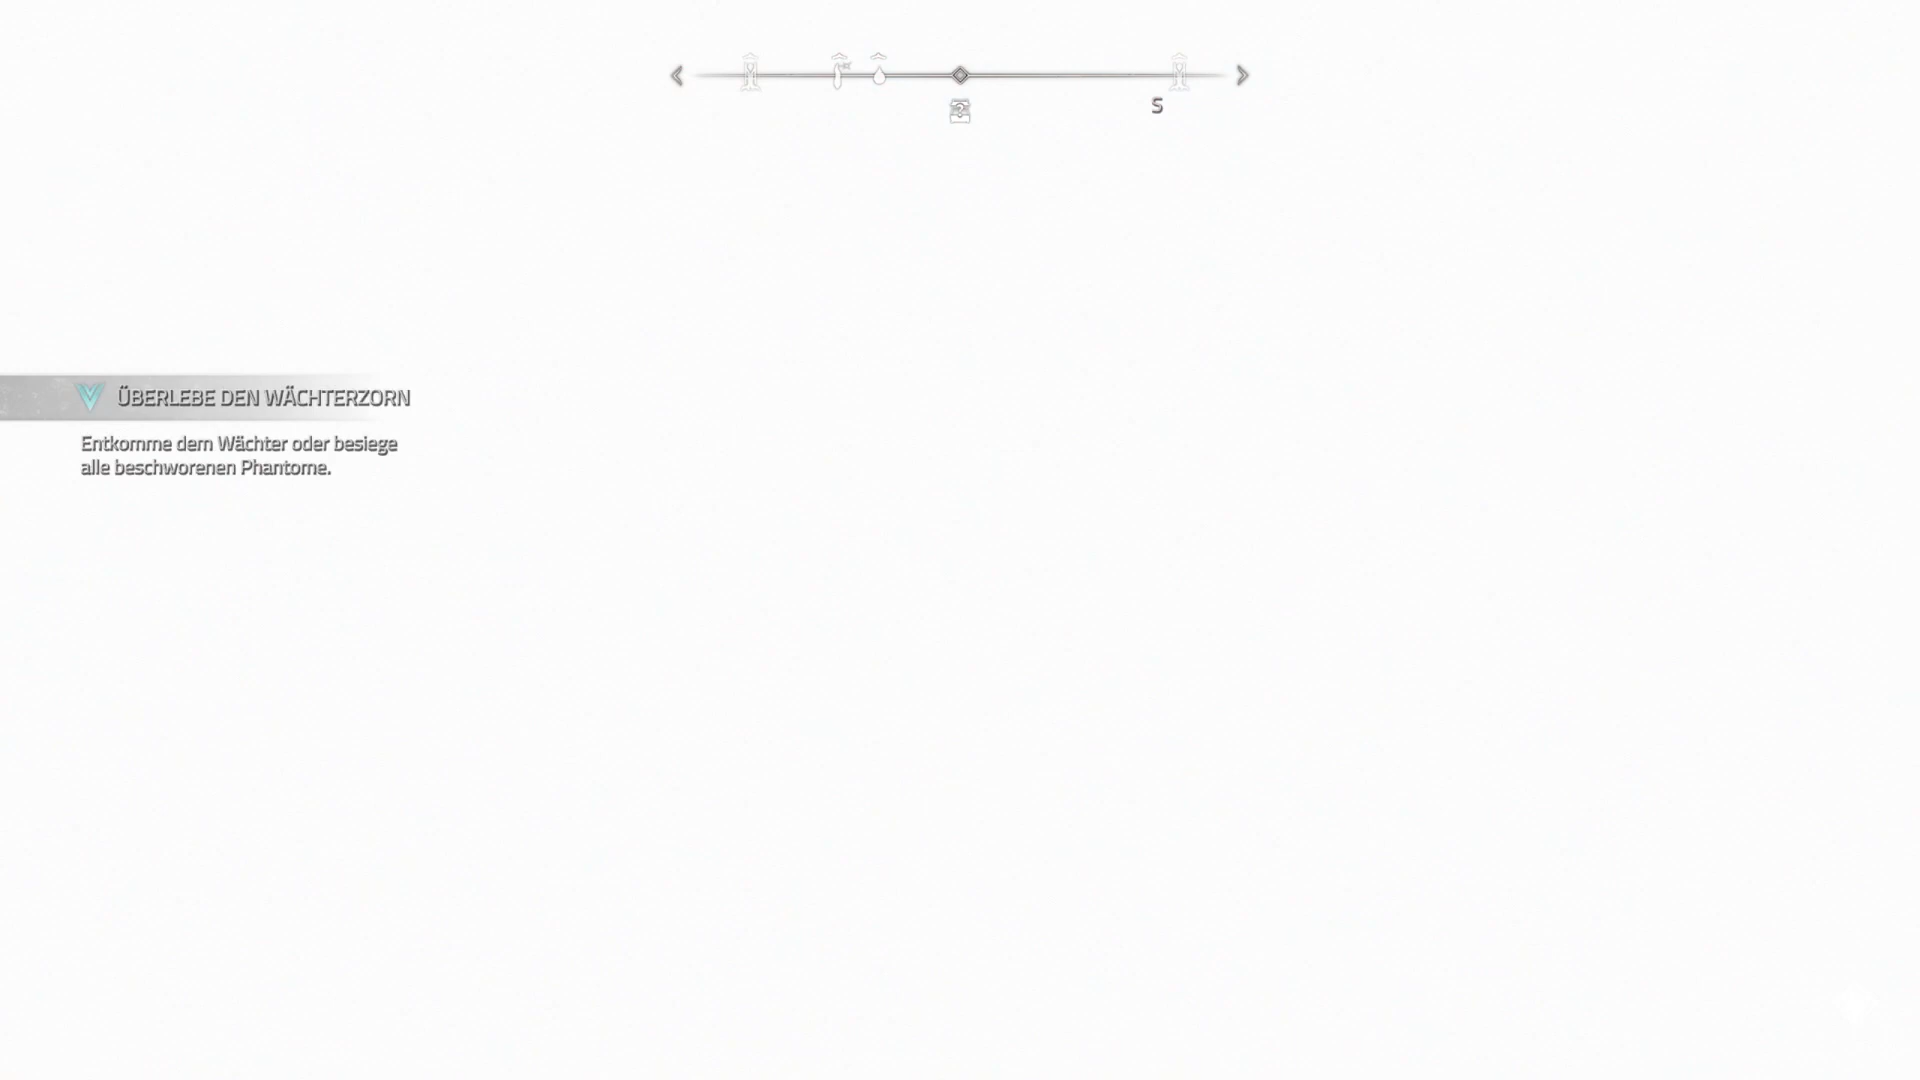 S
ÜBERLEBE DEN WÄCHTERZORN
Entkomme dem Wächter oder besiege
alle beschworenen Phantome.